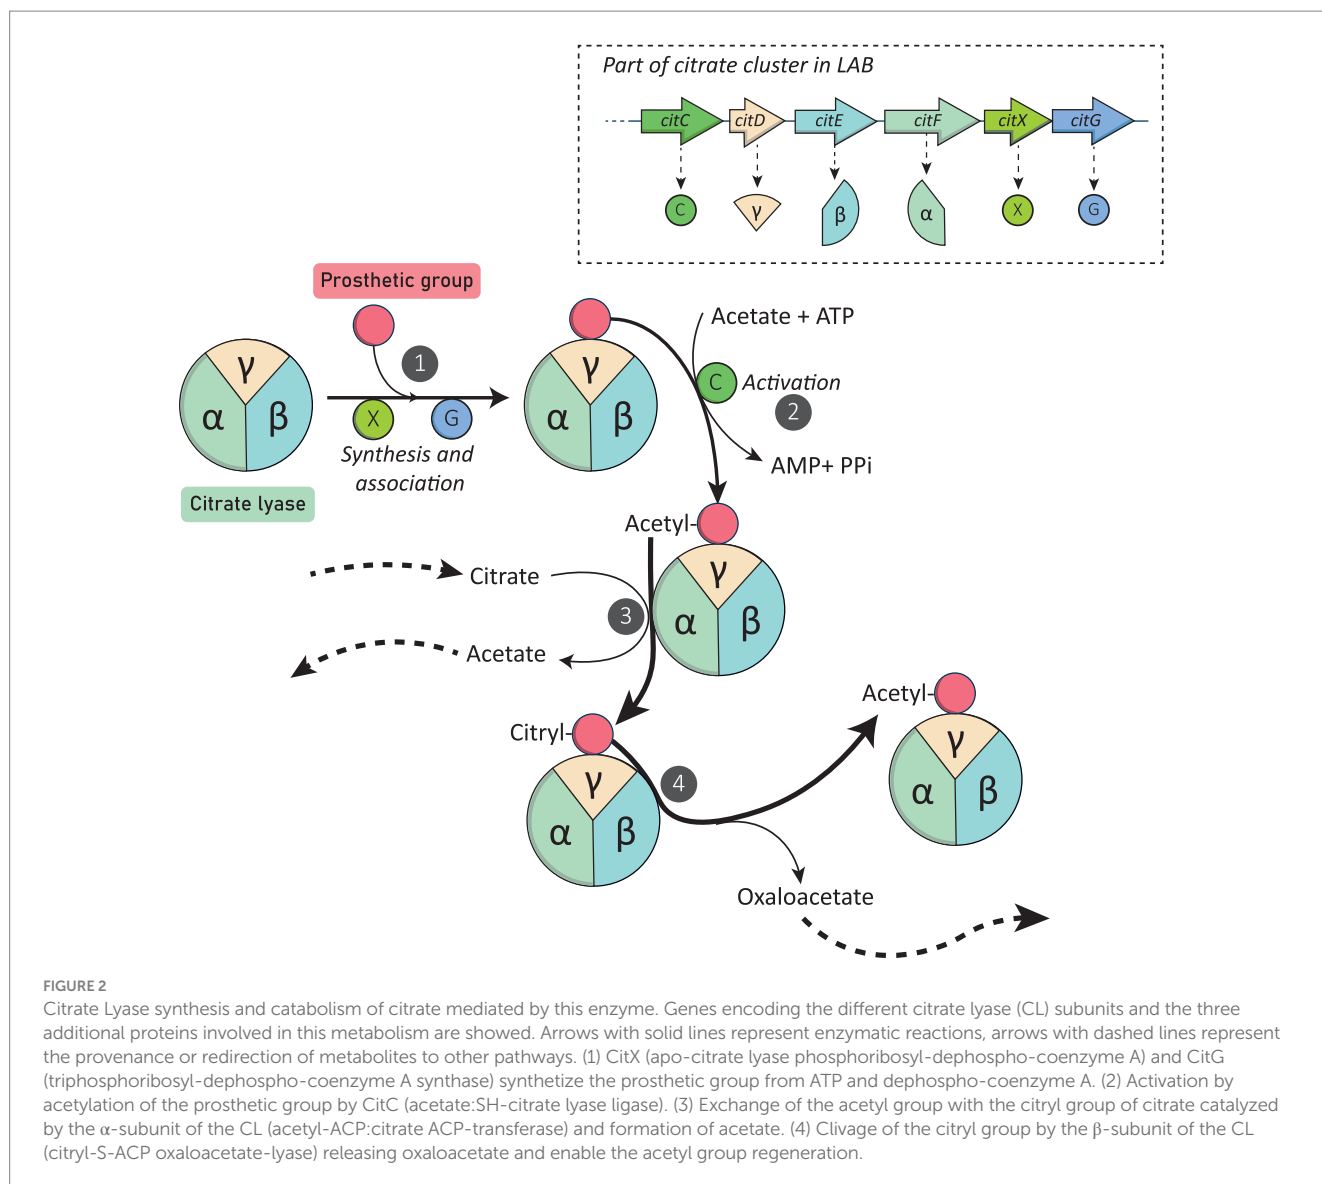 Part of citrate cluster in LAB
citC
citD
citE
citF
citX
citG
C
γ
β
α
X
G
Prosthetic group
1
γ
α
β
X
G
Synthesis and
association
Citrate lyase
γ
α
β
Acetate + ATP
C
Activation
2
AMP+ PPi
Acetyl-
γ
α
β
Citrate
3
Acetate
Citryl-
γ
α
β
4
Acetyl-
γ
α
β
Oxaloacetate
FIGURE 2
Citrate Lyase synthesis and catabolism of citrate mediated by this enzyme. Genes encoding the different citrate lyase (CL) subunits and the three
additional proteins involved in this metabolism are showed. Arrows with solid lines represent enzymatic reactions, arrows with dashed lines represent
the provenance or redirection of metabolites to other pathways. (1) CitX (apo-citrate lyase phosphoribosyl-dephospho-coenzyme A) and CitG
(triphosphoribosyl-dephospho-coenzyme A synthase) synthetize the prosthetic group from ATP and dephospho-coenzyme A. (2) Activation by
acetylation of the prosthetic group by CitC (acetate:SH-citrate lyase ligase). (3) Exchange of the acetyl group with the citryl group of citrate catalyzed
by the α-subunit of the CL (acetyl-ACP:citrate ACP-transferase) and formation of acetate. (4) Clivage of the citryl group by the β-subunit of the CL
(citryl-S-ACP oxaloacetate-lyase) releasing oxaloacetate and enable the acetyl group regeneration.